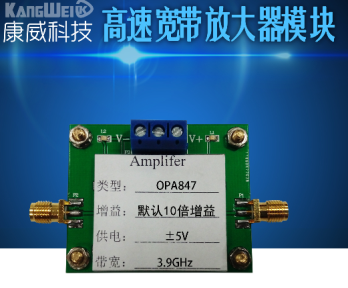 KANGWEI
康威科技
高速宽带放大器模块
V- V+
Amplifer
类型: OPA847
增益: 默认10倍增益
供电: ±5V
带宽: 3.9GHz